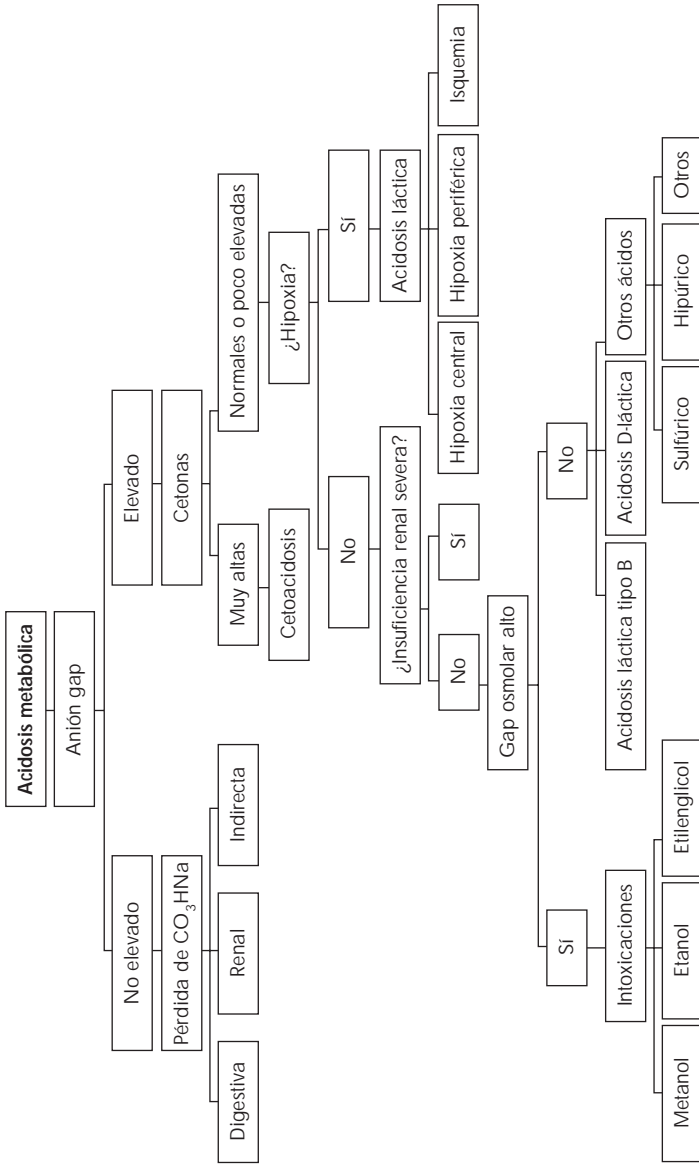 Acidosis metabólica
Anión gap
No elevado
Elevado
Pérdida de CO₃HNa
Cetonas
Digestiva
Renal
Indirecta
Muy altas
Normales o poco elevadas
Cetoacidosis
¿Hipoxia?
No
Sí
¿Insuficiencia renal severa?
Acidosis láctica
No
Sí
Hipoxia central
Hipoxia periférica
Isquemia
Gap osmolar alto
Sí
No
Intoxicaciones
Acidosis láctica tipo B
Acidosis D-láctica
Otros ácidos
Metanol
Etanol
Etilenglicol
Sulfúrico
Hipúrico
Otros